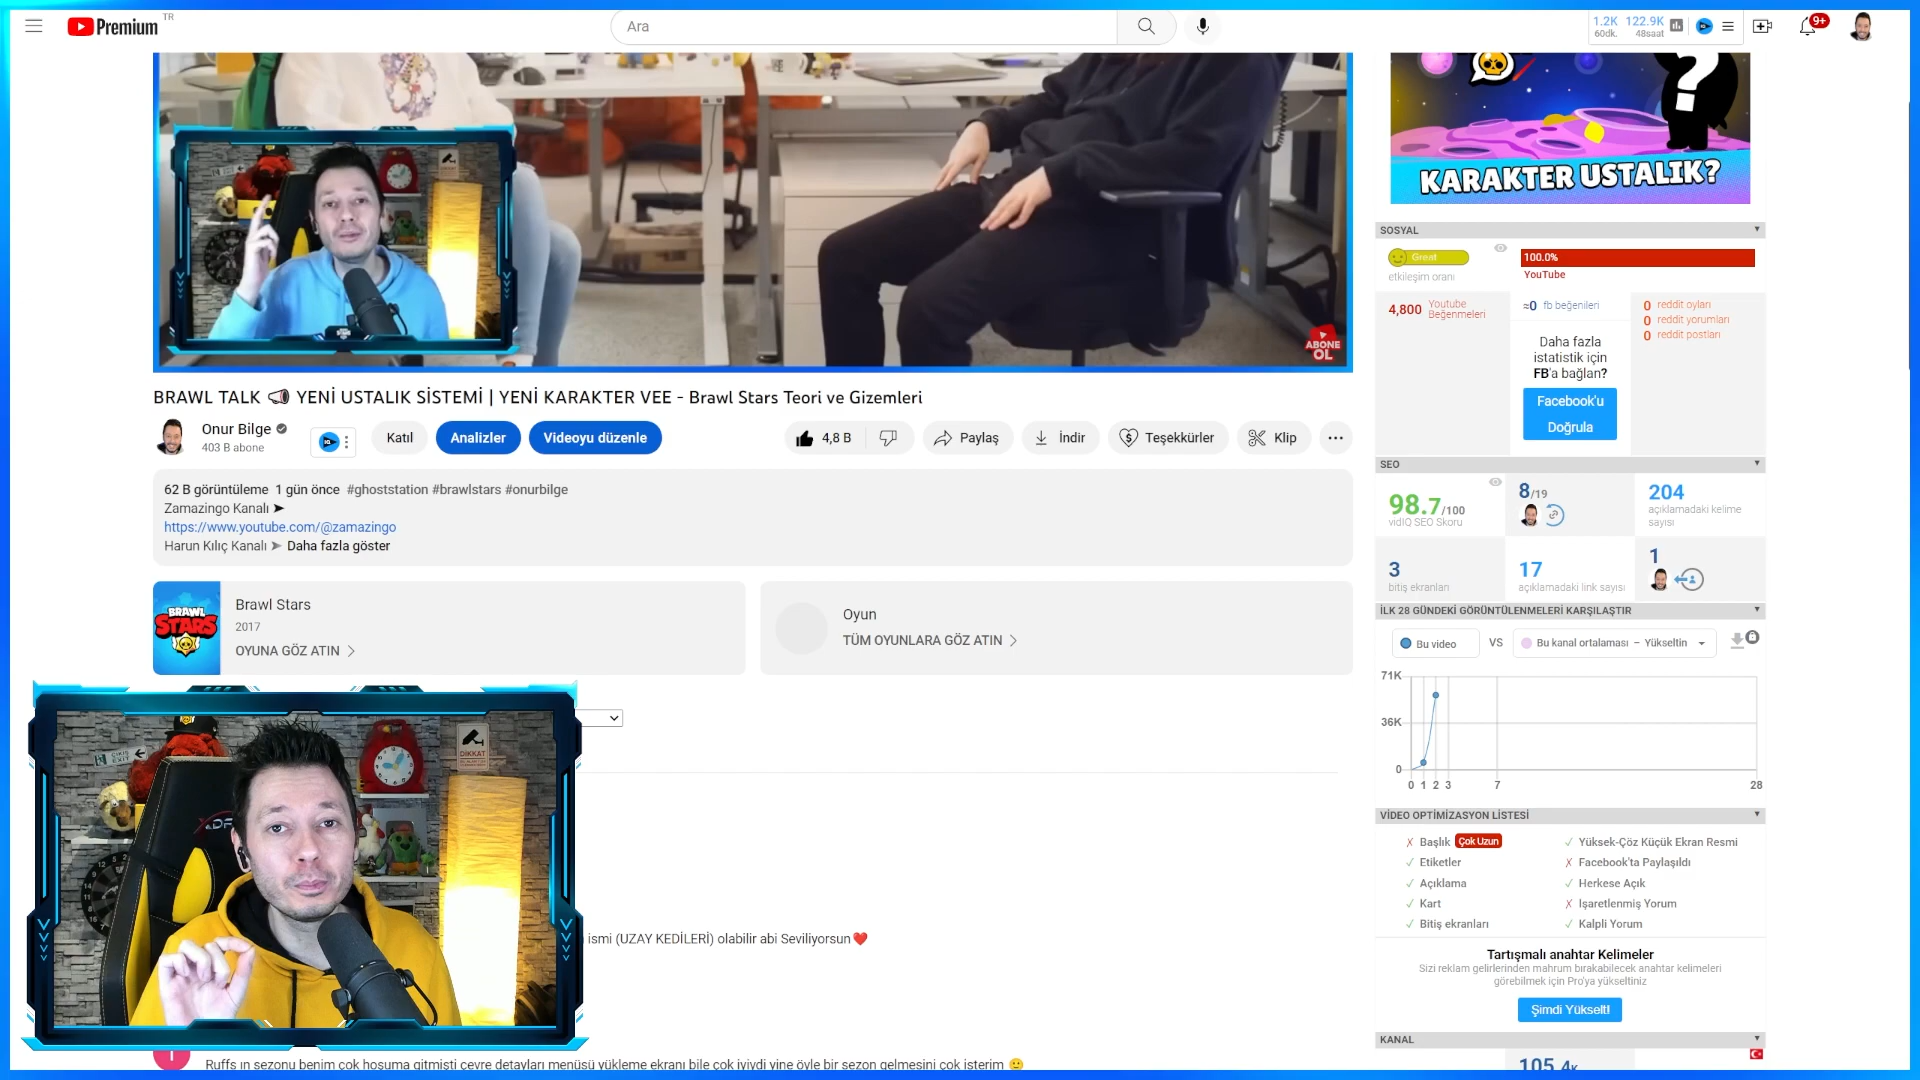 Premium TR
Ara
1.2K 122.9K
60dk. 48saat
9+
KARAKTER USTALIK?
ABONE
OL
BRAWL TALK 📣 YENİ USTALIK SİSTEMİ | YENİ KARAKTER VEE - Brawl Stars Teori ve Gizemleri
Onur Bilge
403 B abone
Katıl
Analizler
Videoyu düzenle
4,8 B
Paylaş
İndir
Teşekkürler
Klip
62 B görüntüleme 1 gün önce #ghoststation #brawlstars #onurbilge
Zamazingo Kanalı ➤
https://www.youtube.com/@zamazingo
Harun Kılıç Kanalı ➤ Daha fazla göster
BRAWL
STARS
Brawl Stars
2017
OYUNA GÖZ ATIN
Oyun
TÜM OYUNLARA GÖZ ATIN
ÇIKIŞ
EXIT
DİKKAT
ismi (UZAY KEDİLERİ) olabilir abi Seviliyorsun❤️
Ruffs ın sezonu benim çok hoşuma gitmişti çevre detayları menüsü yükleme ekranı bile çok iyiydi yine öyle bir sezon gelmesini çok isterim 🙂
SOSYAL
Great
etkileşim oranı
100.0%
YouTube
4,800 Youtube Beğenmeleri
≈0 fb beğenileri
0 reddit oyları
0 reddit yorumları
0 reddit postları
Daha fazla
istatistik için
FB'a bağlan?
Facebook'u
Doğrula
SEO
98.7/100
vidIQ SEO Skoru
8/19
204
açıklamadaki kelime
sayısı
3
bitiş ekranları
17
açıklamadaki link sayısı
1
İLK 28 GÜNDEKİ GÖRÜNTÜLENMELERİ KARŞILAŞTIR
Bu video
VS
Bu kanal ortalaması – Yükseltin
71K
36K
0
0 1 2 3 7 28
VİDEO OPTİMİZASYON LİSTESİ
✗ Başlık Çok Uzun
✓ Etiketler
✓ Açıklama
✓ Kart
✓ Bitiş ekranları
✓ Yüksek-Çöz Küçük Ekran Resmi
✗ Facebook'ta Paylaşıldı
✓ Herkese Açık
✗ Işaretlenmiş Yorum
✓ Kalpli Yorum
Tartışmalı anahtar Kelimeler
Sizi reklam gelirlerinden mahrum bırakabilecek anahtar kelimeleri
görebilmek için Pro'ya yükseltiniz
Şimdi Yükselt!
KANAL
105.4K